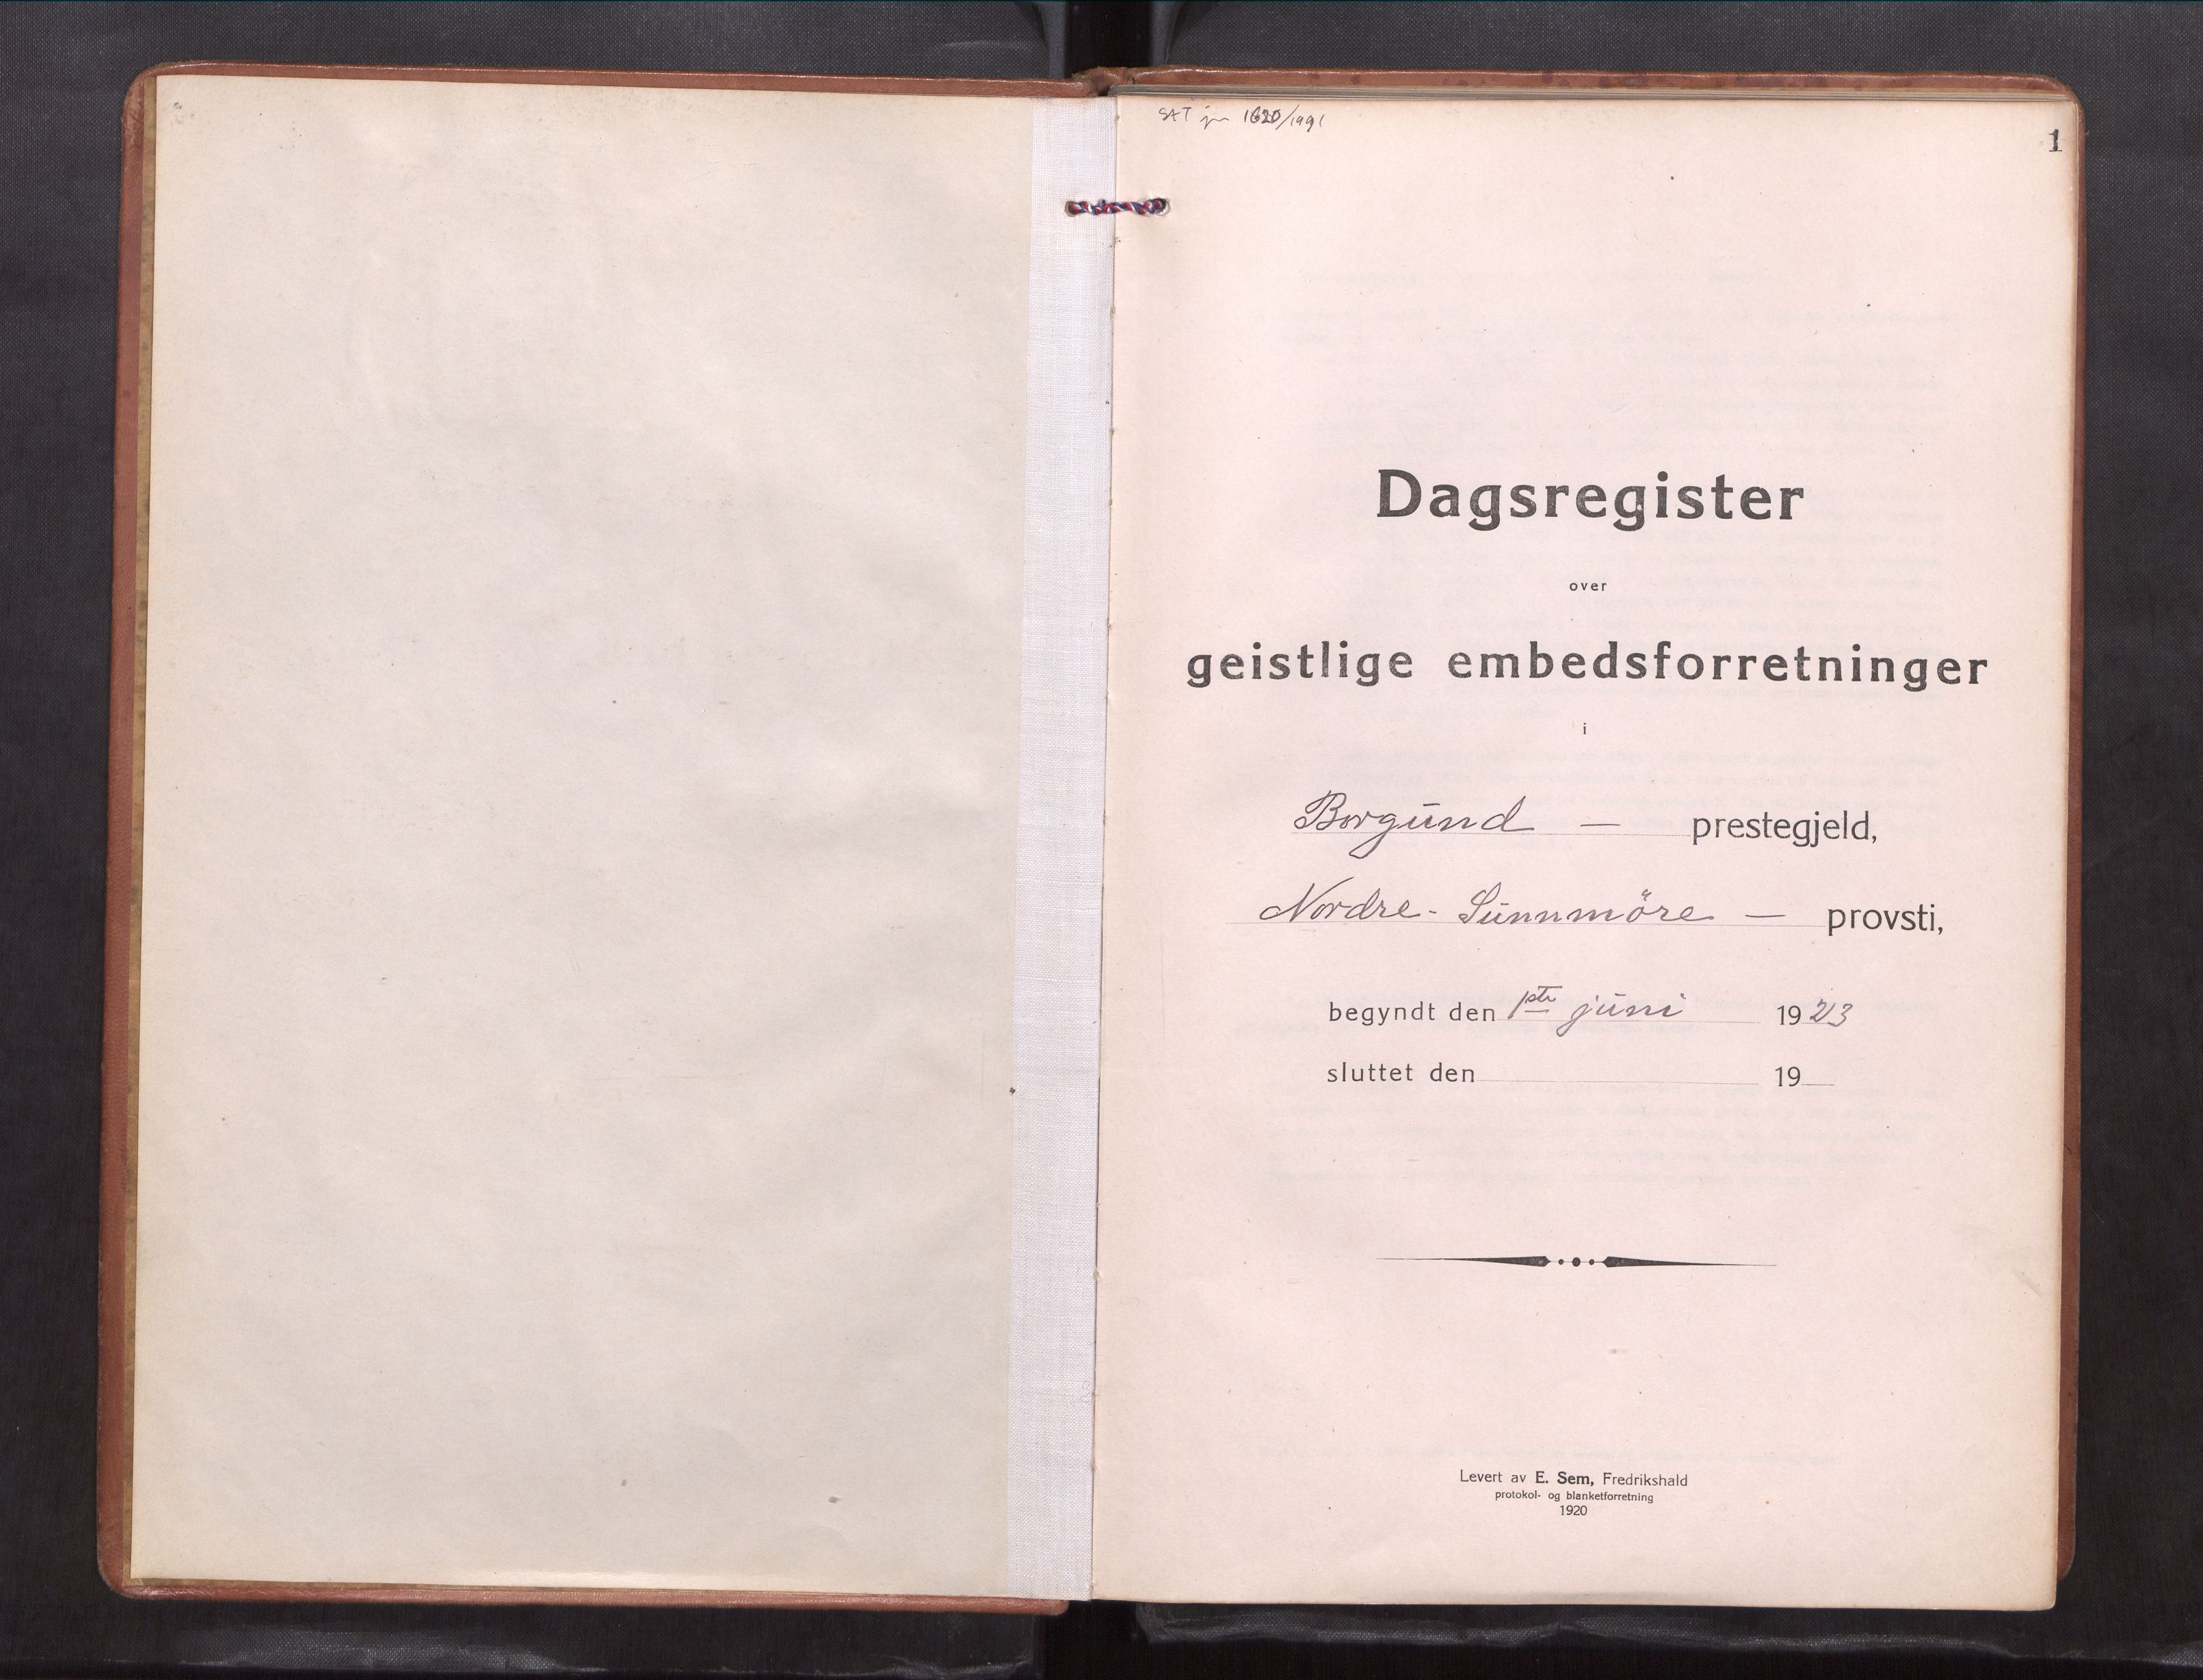 SAT jnr 1620/1991
1
Dagsregister
over
geistlige embedsforretninger
i
Borgund — prestegjeld,
Nordre-Sunnmöre — provsti,
begyndt den 1ste juni 1923
sluttet den 19
Levert av E. Sem, Fredrikshald
protokol- og blanketforretning
1920